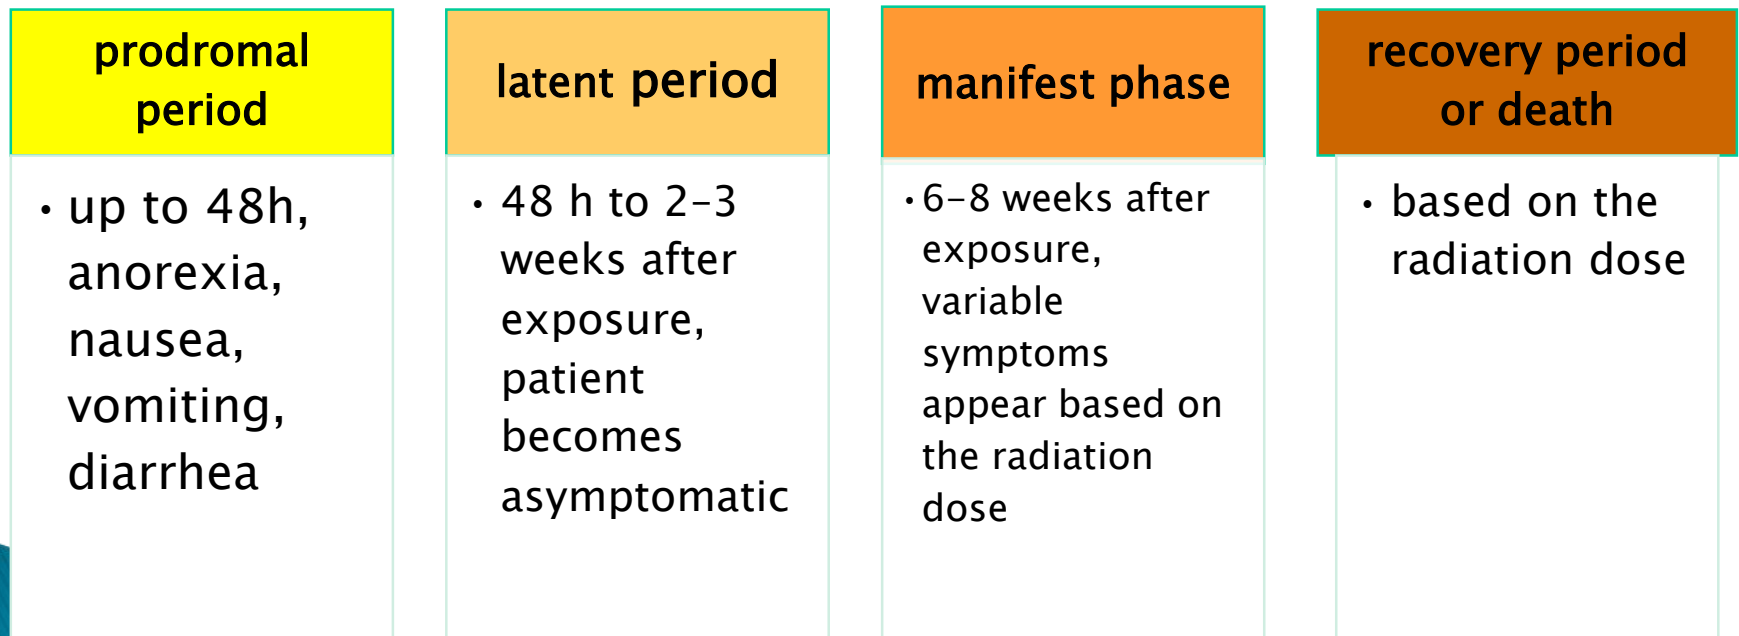 prodromal
period
• up to 48h,
anorexia,
nausea,
vomiting,
diarrhea
latent period
• 48 h to 2-3
weeks after
exposure,
patient
becomes
asymptomatic
manifest phase
• 6-8 weeks after
exposure,
variable
symptoms
appear based on
the radiation
dose
recovery period
or death
• based on the
radiation dose